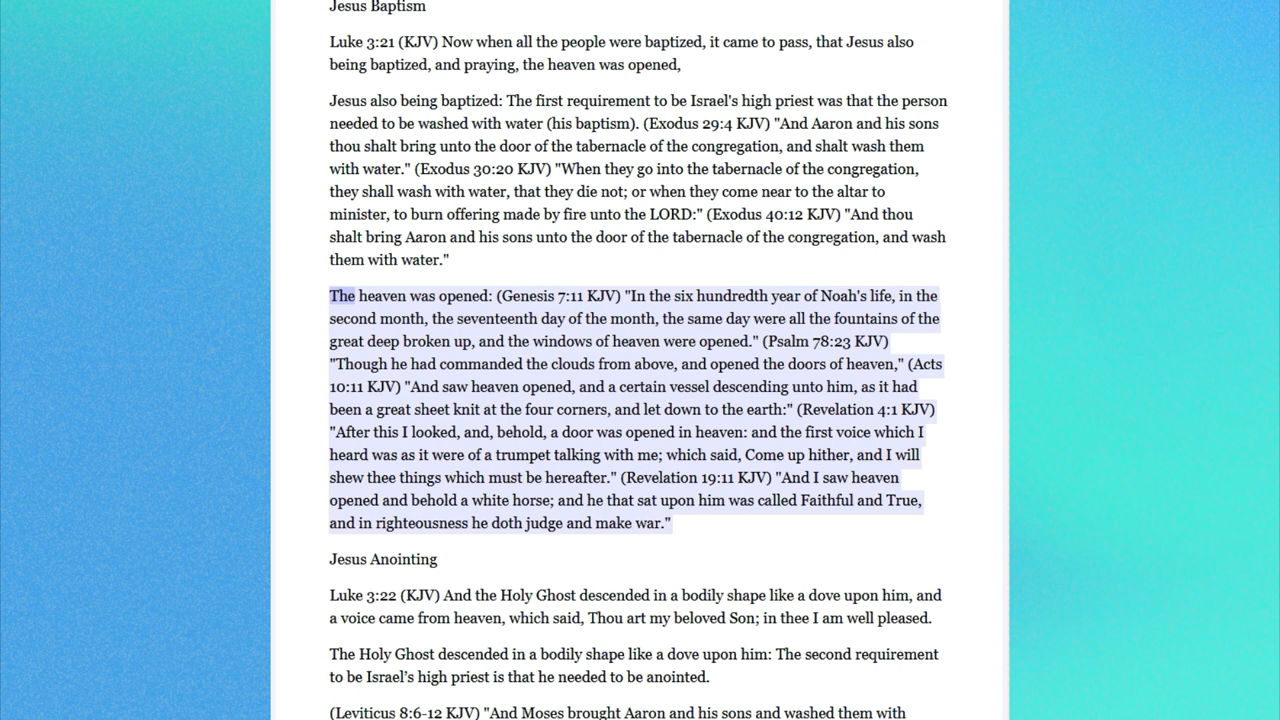 Jesus Baptism
Luke 3:21 (KJV) Now when all the people were baptized, it came to pass, that Jesus also
being baptized, and praying, the heaven was opened,
Jesus also being baptized: The first requirement to be Israel's high priest was that the person
needed to be washed with water (his baptism). (Exodus 29:4 KJV) "And Aaron and his sons
thou shalt bring unto the door of the tabernacle of the congregation, and shalt wash them
with water." (Exodus 30:20 KJV) "When they go into the tabernacle of the congregation,
they shall wash with water, that they die not; or when they come near to the altar to
minister, to burn offering made by fire unto the LORD:" (Exodus 40:12 KJV) "And thou
shalt bring Aaron and his sons unto the door of the tabernacle of the congregation, and wash
them with water."
The heaven was opened: (Genesis 7:11 KJV) "In the six hundredth year of Noah's life, in the
second month, the seventeenth day of the month, the same day were all the fountains of the
great deep broken up, and the windows of heaven were opened." (Psalm 78:23 KJV)
"Though he had commanded the clouds from above, and opened the doors of heaven," (Acts
10:11 KJV) "And saw heaven opened, and a certain vessel descending unto him, as it had
been a great sheet knit at the four corners, and let down to the earth:" (Revelation 4:1 KJV)
"After this I looked, and, behold, a door was opened in heaven: and the first voice which I
heard was as it were of a trumpet talking with me; which said, Come up hither, and I will
shew thee things which must be hereafter." (Revelation 19:11 KJV) "And I saw heaven
opened and behold a white horse; and he that sat upon him was called Faithful and True,
and in righteousness he doth judge and make war."
Jesus Anointing
Luke 3:22 (KJV) And the Holy Ghost descended in a bodily shape like a dove upon him, and
a voice came from heaven, which said, Thou art my beloved Son; in thee I am well pleased.
The Holy Ghost descended in a bodily shape like a dove upon him: The second requirement
to be Israel’s high priest is that he needed to be anointed.
(Leviticus 8:6-12 KJV) "And Moses brought Aaron and his sons and washed them with